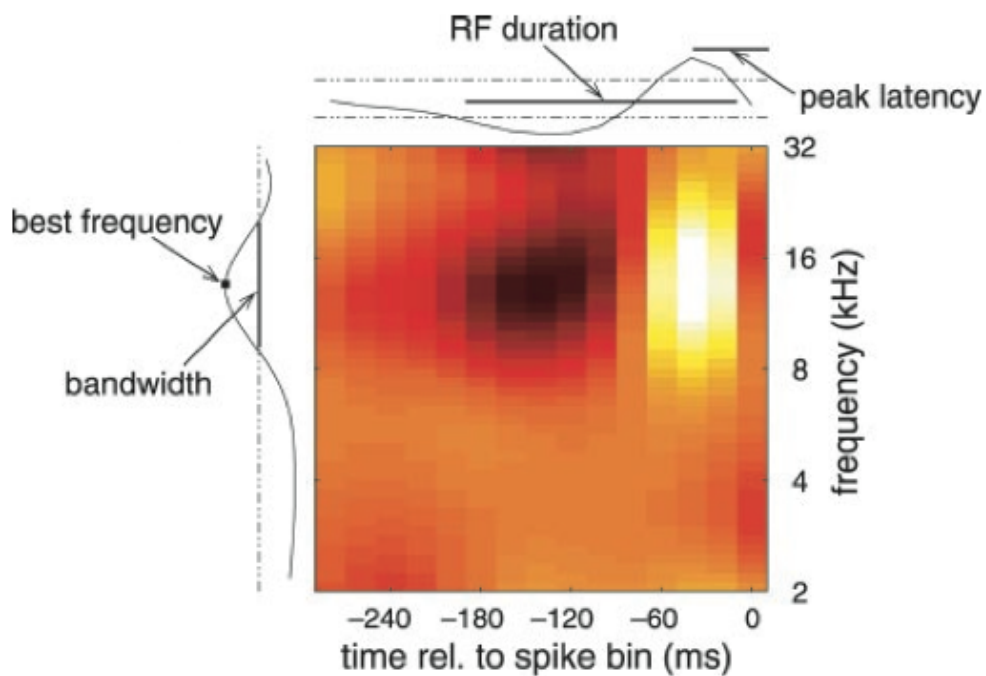 RF duration
peak latency
best frequency
bandwidth
32
16
8
4
2
frequency (kHz)
−240 −180 −120 −60 0
time rel. to spike bin (ms)